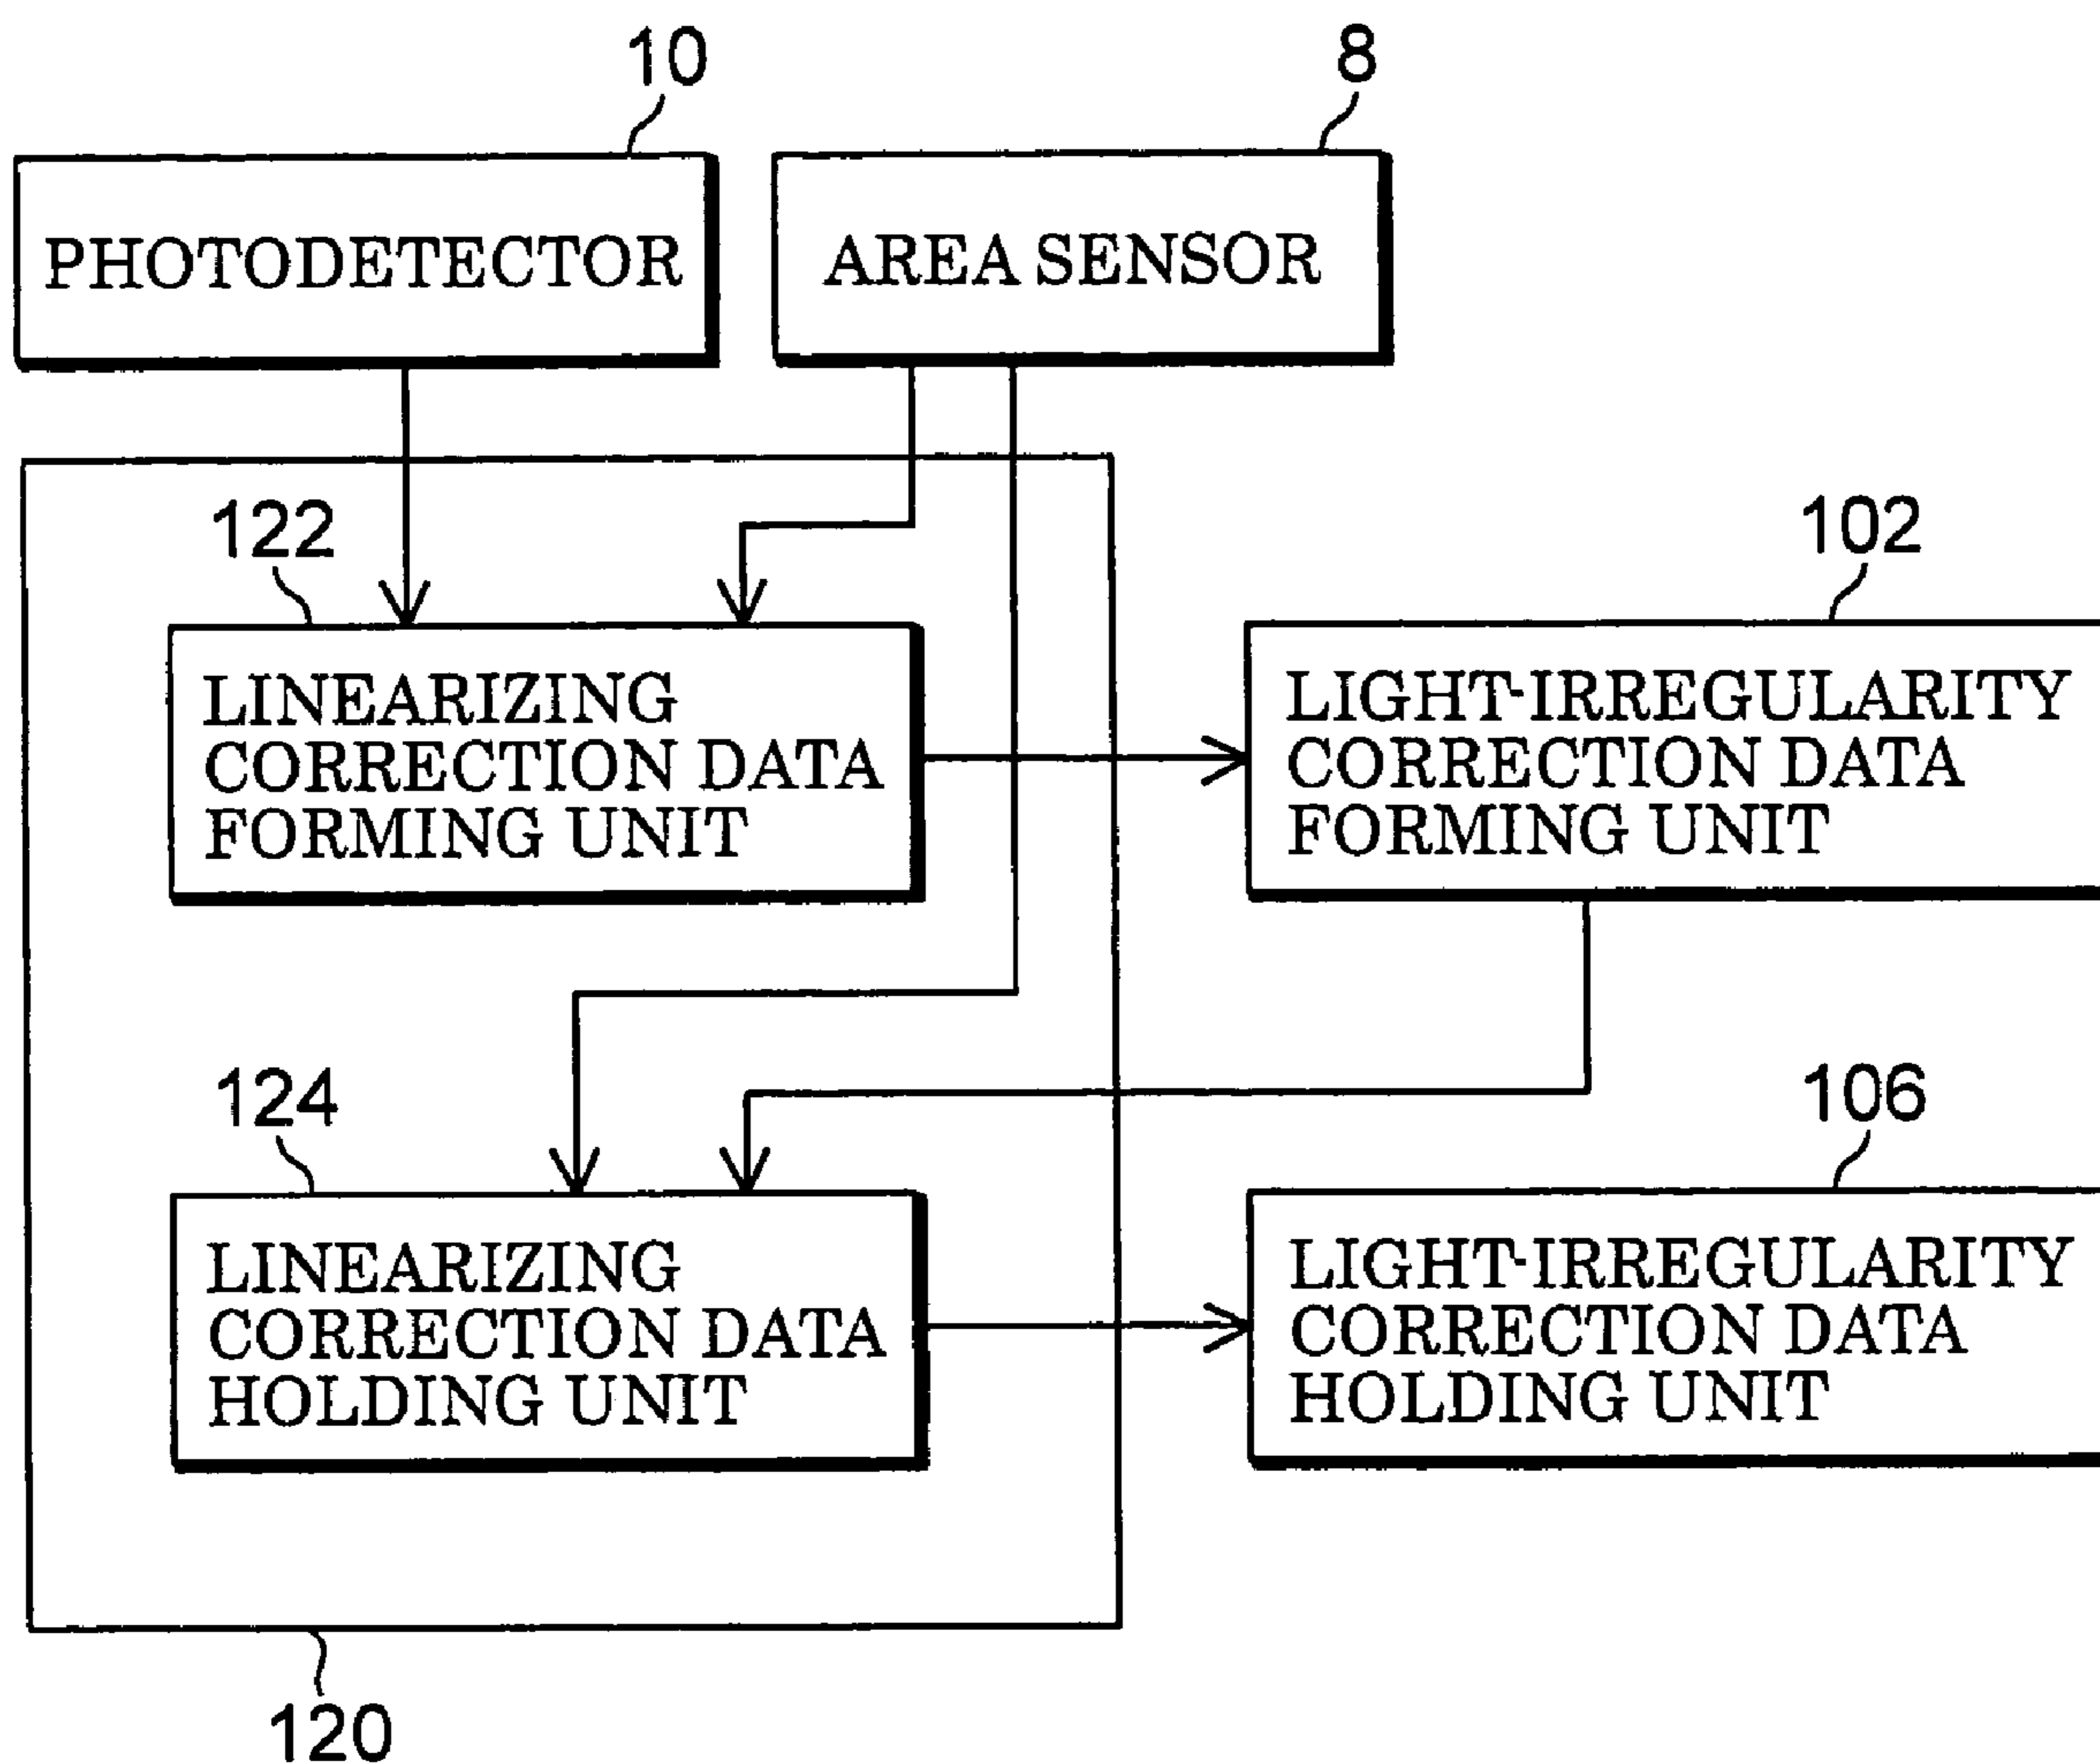 10
8
PHOTODETECTOR
AREA SENSOR
122
102
LINEARIZING
CORRECTION DATA
FORMING UNIT
LIGHT-IRREGULARITY
CORRECTION DATA
FORMING UNIT
124
106
LINEARIZING
CORRECTION DATA
HOLDING UNIT
LIGHT-IRREGULARITY
CORRECTION DATA
HOLDING UNIT
120